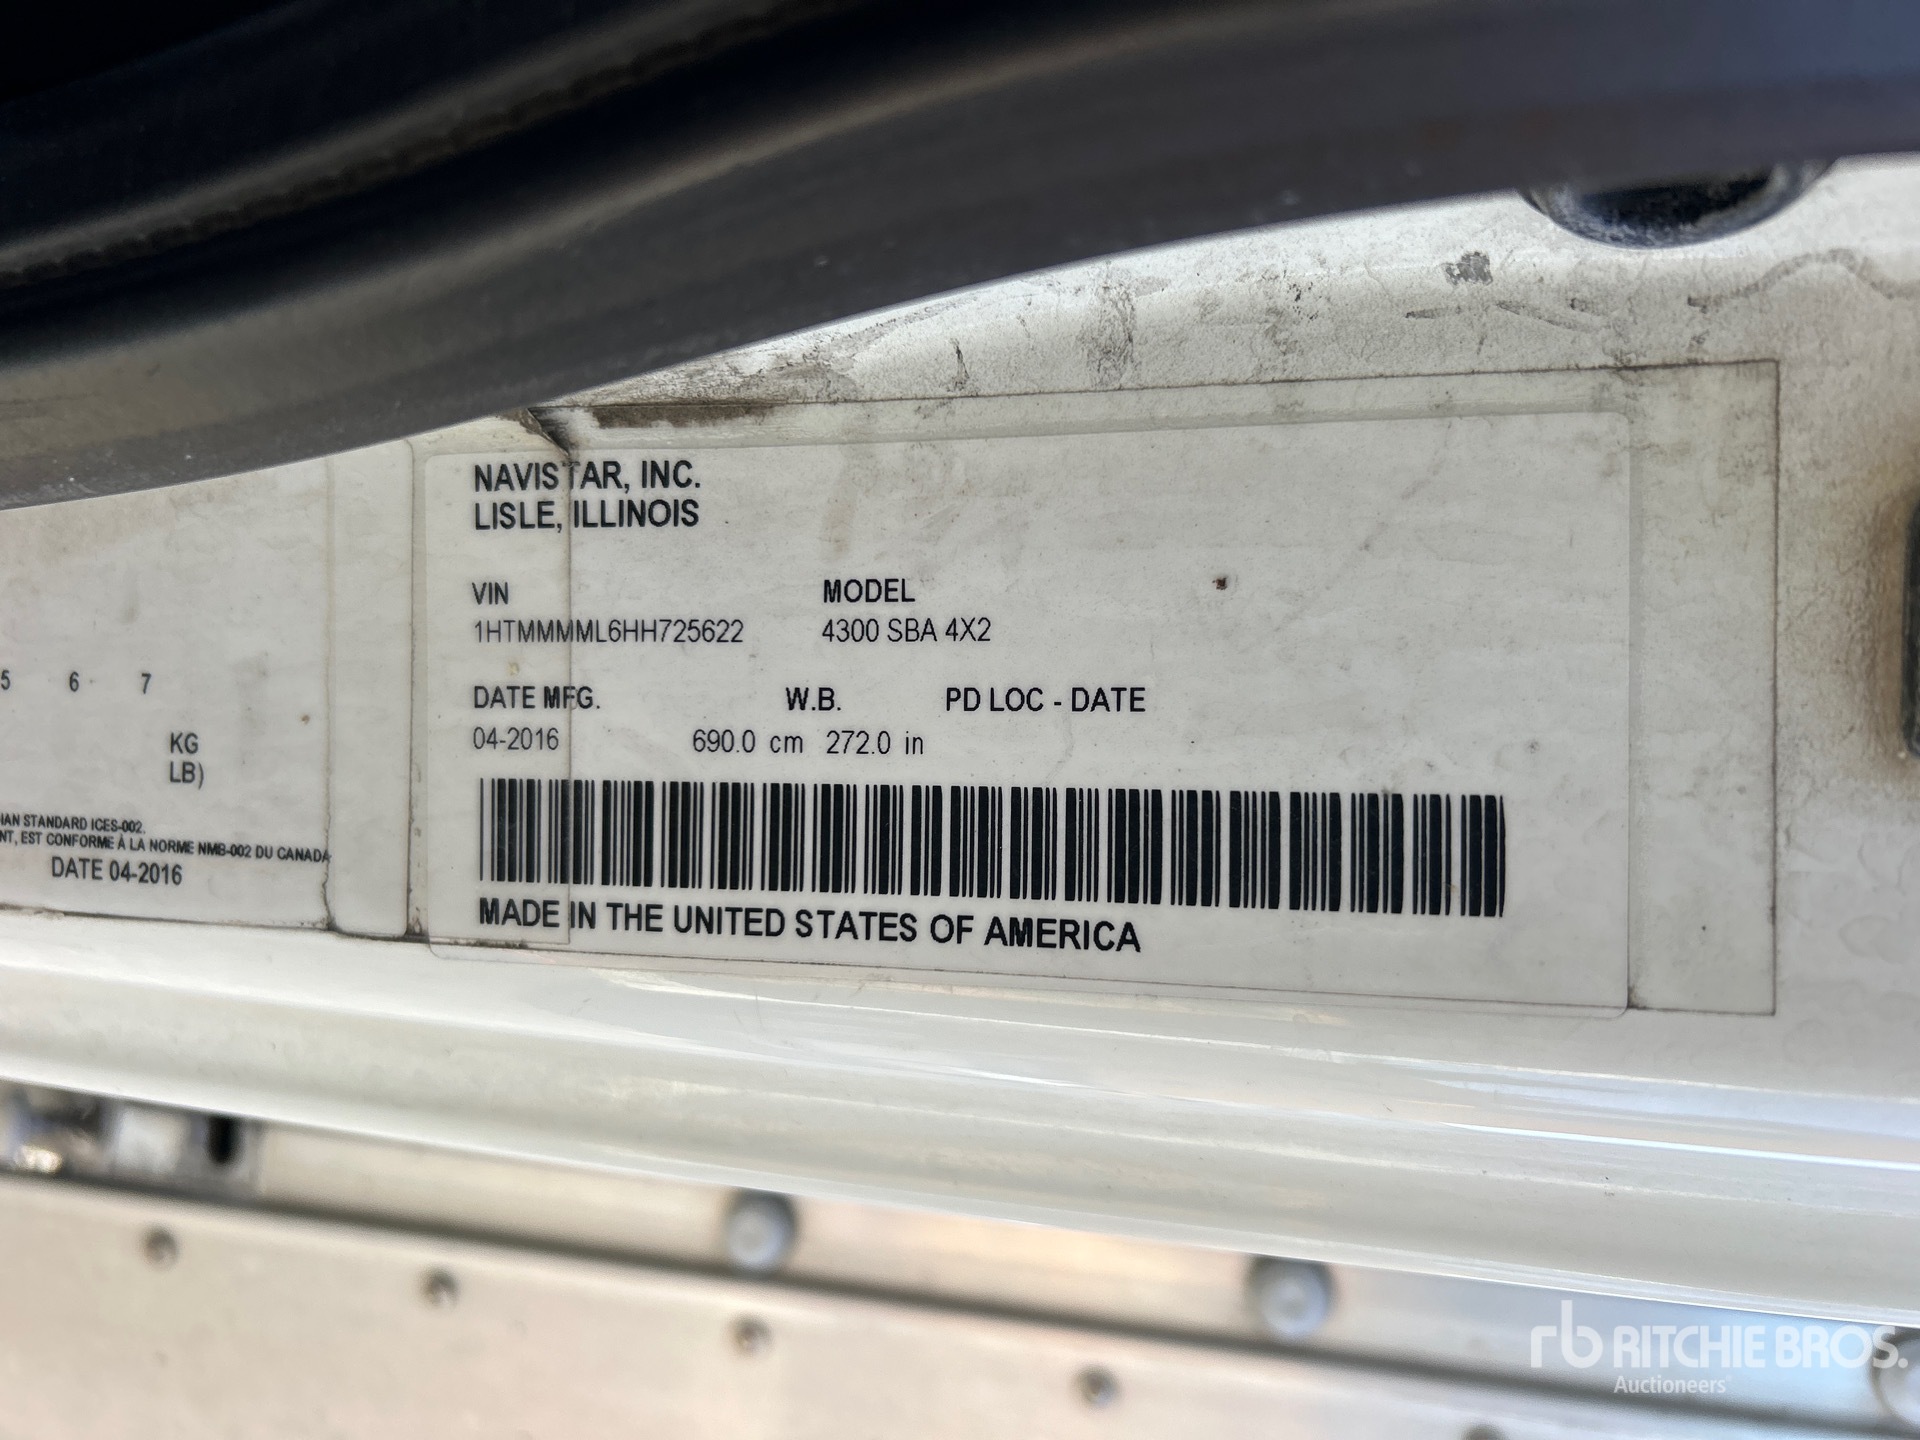 NAVISTAR, INC.
LISLE, ILLINOIS
VIN MODEL
1HTMMMML6HH725622 4300 SBA 4X2
DATE MFG. W.B. PD LOC - DATE
04-2016 690.0 cm 272.0 in
MADE IN THE UNITED STATES OF AMERICA
5 6 7
KG
LB)
IAN STANDARD ICES-002.
NT, EST CONFORME À LA NORME NMB-002 DU CANADA
DATE 04-2016
rb RITCHIE BROS.
Auctioneers